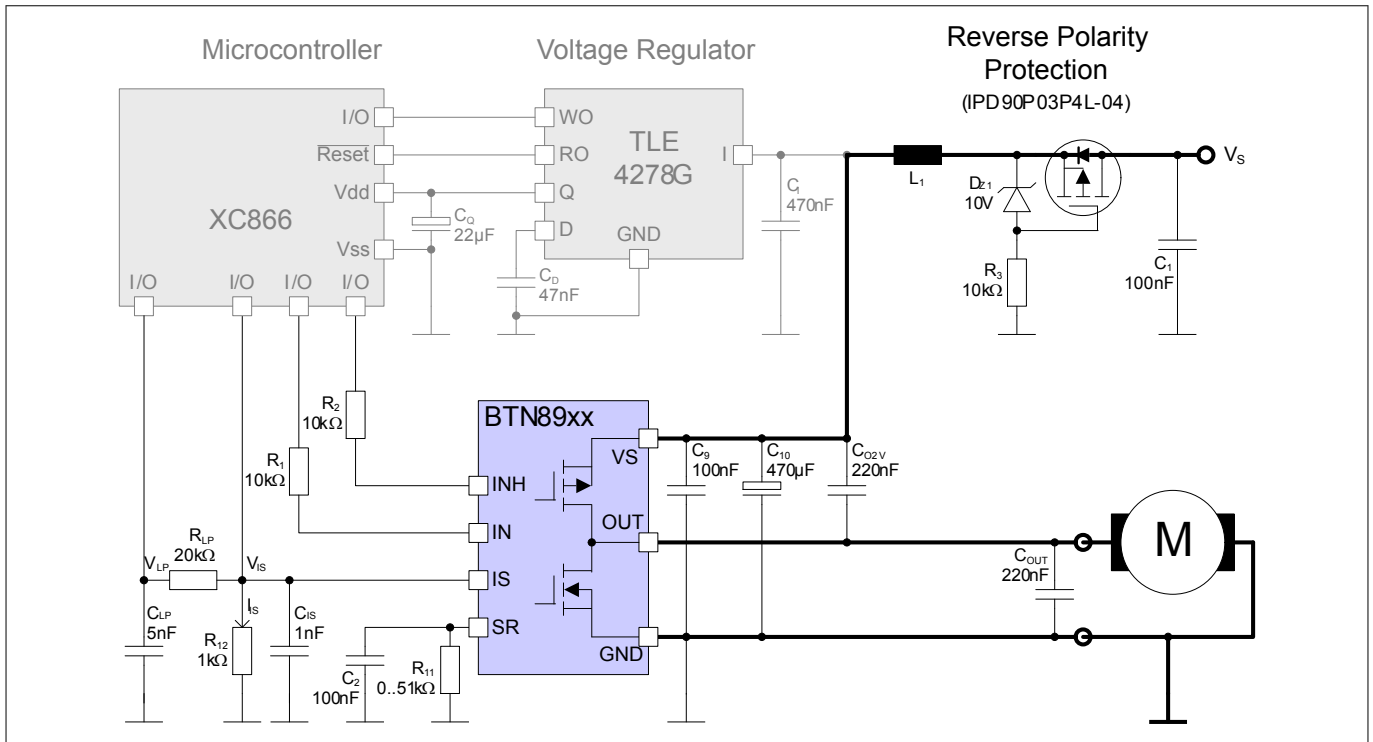 Microcontroller
Voltage Regulator
Reverse Polarity
Protection
(IPD90P03P4L-04)
I/O
Reset
Vdd
Vss
XC866
I/O
I/O
I/O
I/O
WO
RO
Q
D
TLE
4278G
I
GND
CQ
22µF
CD
47nF
CI
470nF
L1
DZ1
10V
R3
10kΩ
VS
C1
100nF
R2
10kΩ
R1
10kΩ
RLP
20kΩ
VLP
VIS
IIS
CLP
5nF
R12
1kΩ
CIS
1nF
C2
100nF
R11
0..51kΩ
BTN89xx
VS
INH
IN
IS
SR
OUT
GND
C9
100nF
C10
470µF
CO2V
220nF
COUT
220nF
M